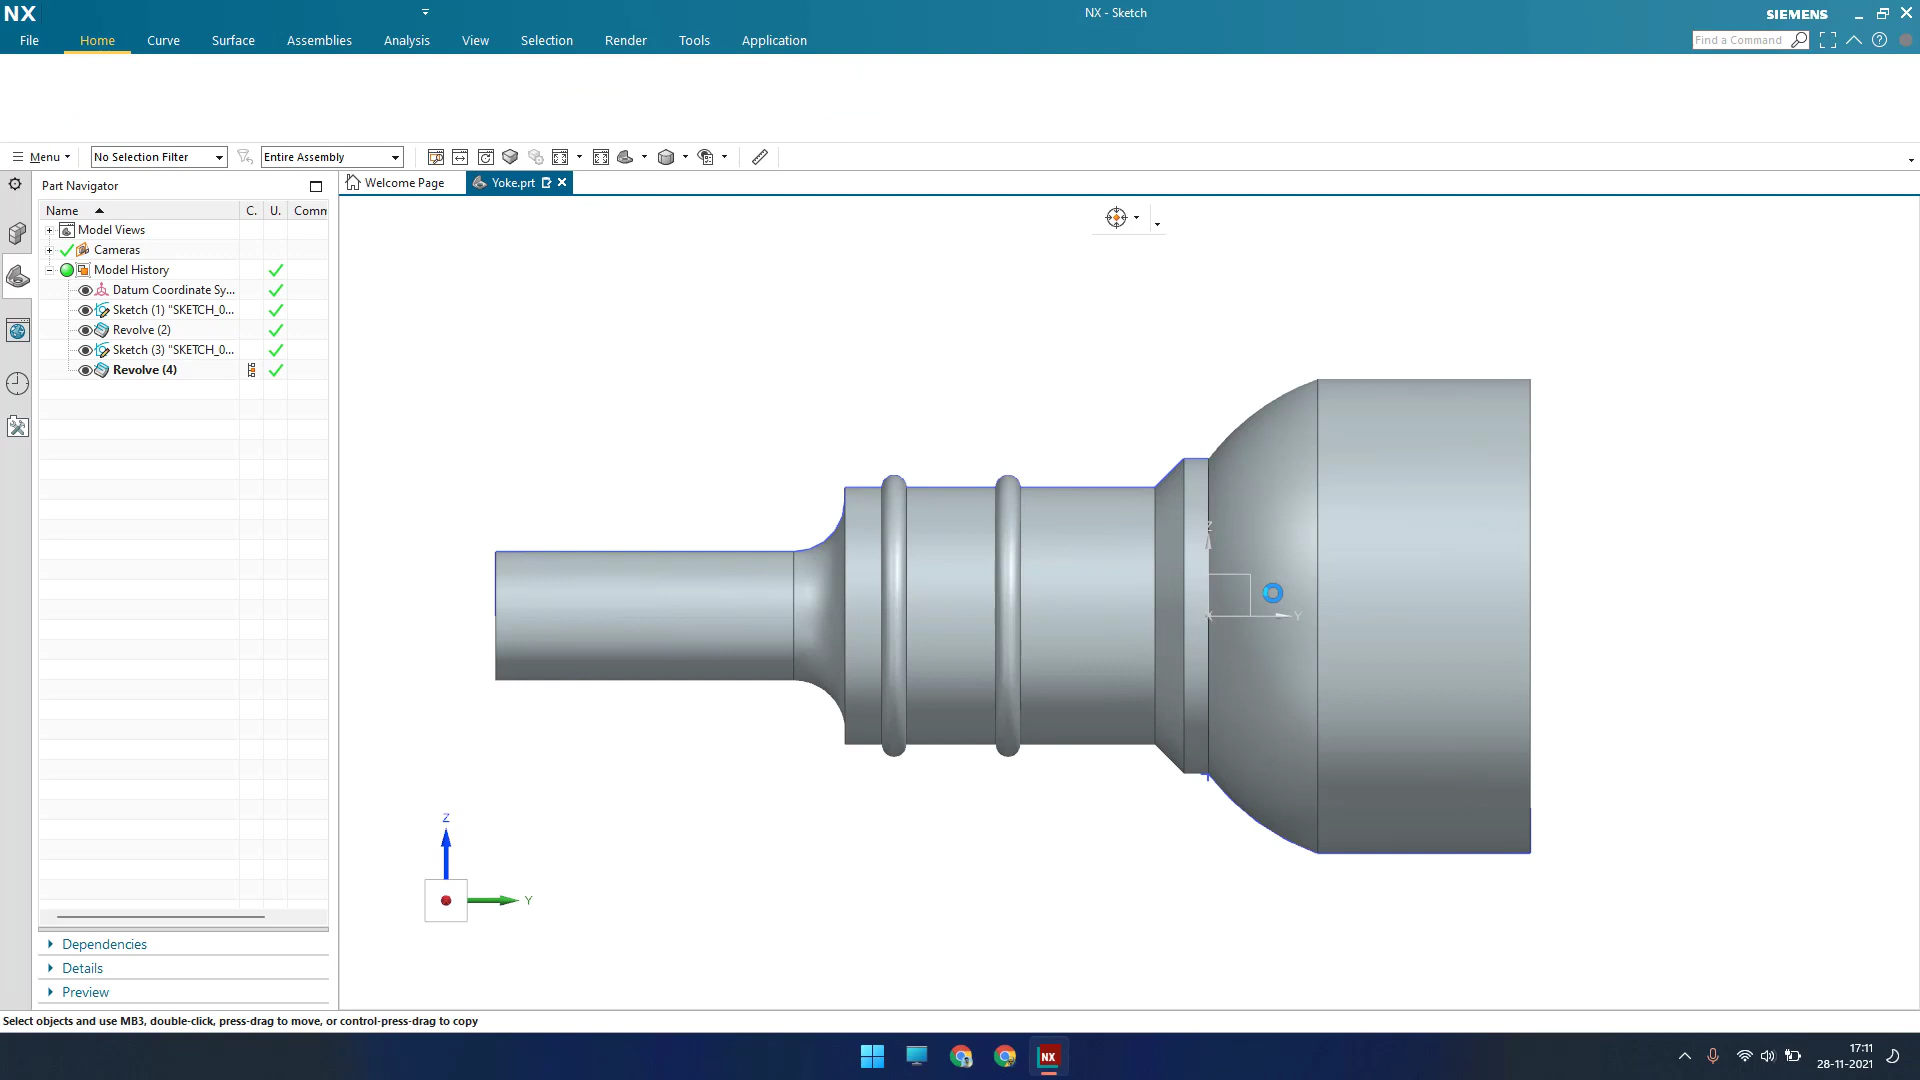 NX
NX - Sketch
SIEMENS
File
Home
Curve
Surface
Assemblies
Analysis
View
Selection
Render
Tools
Application
Find a Command
Menu
No Selection Filter
Entire Assembly
Part Navigator
Welcome Page
Yoke.prt
Name
C.
U.
Comm
Model Views
Cameras
Model History
Datum Coordinate Sy...
Sketch (1) "SKETCH_0...
Revolve (2)
Sketch (3) "SKETCH_0...
Revolve (4)
Z
Y
X
Z
Y
Dependencies
Details
Preview
Select objects and use MB3, double-click, press-drag to move, or control-press-drag to copy
NX
17:11
28-11-2021